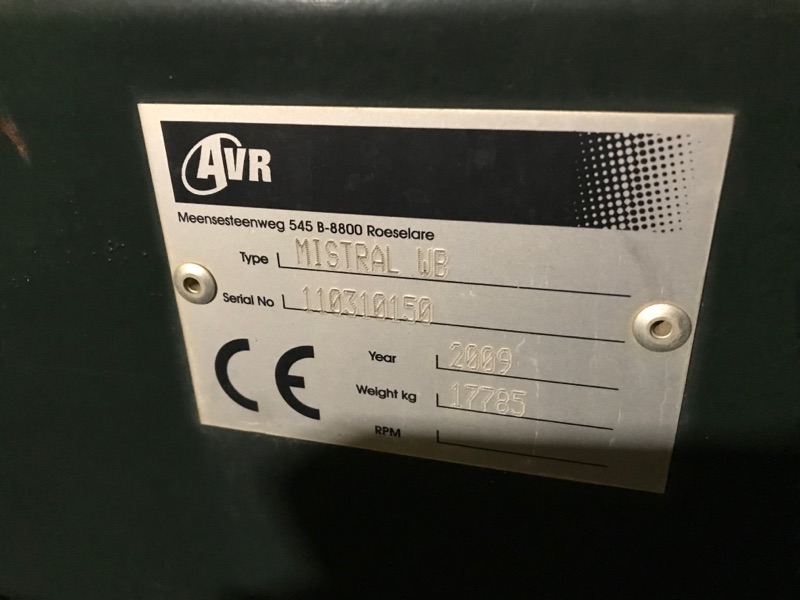 AVR
Meensesteenweg 545 B-8800 Roeselare
Type MISTRAL WB
Serial No 110310150
CE
Year 2009
Weight kg 17785
RPM